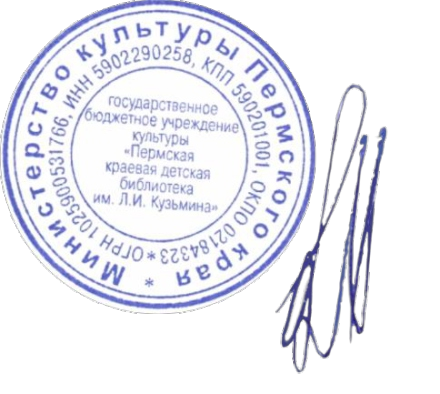 Министерство культуры Пермского края *
* ОГРН 1025900531766, ИНН 5902290258, КПП 590201001, ОКПО 02184323
государственное
бюджетное учреждение
культуры
«Пермская
краевая детская
библиотека
им. Л.И. Кузьмина»